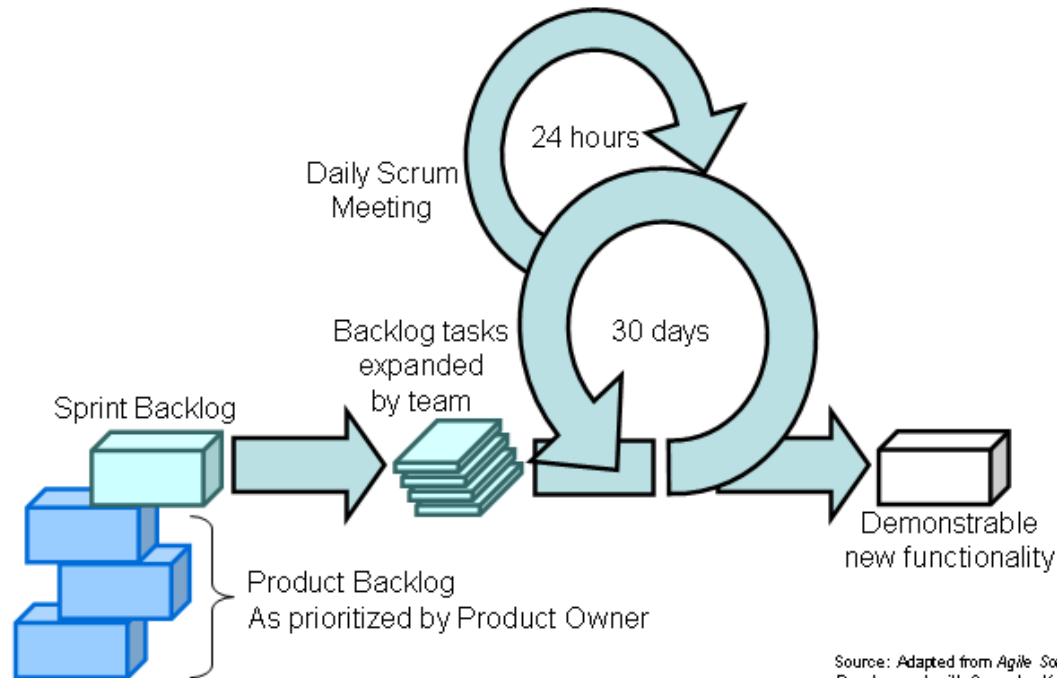 24 hours
Daily Scrum
Meeting
Backlog tasks
expanded
by team
30 days
Sprint Backlog
Demonstrable
new functionality
Product Backlog
As prioritized by Product Owner
Source: Adapted from Agile